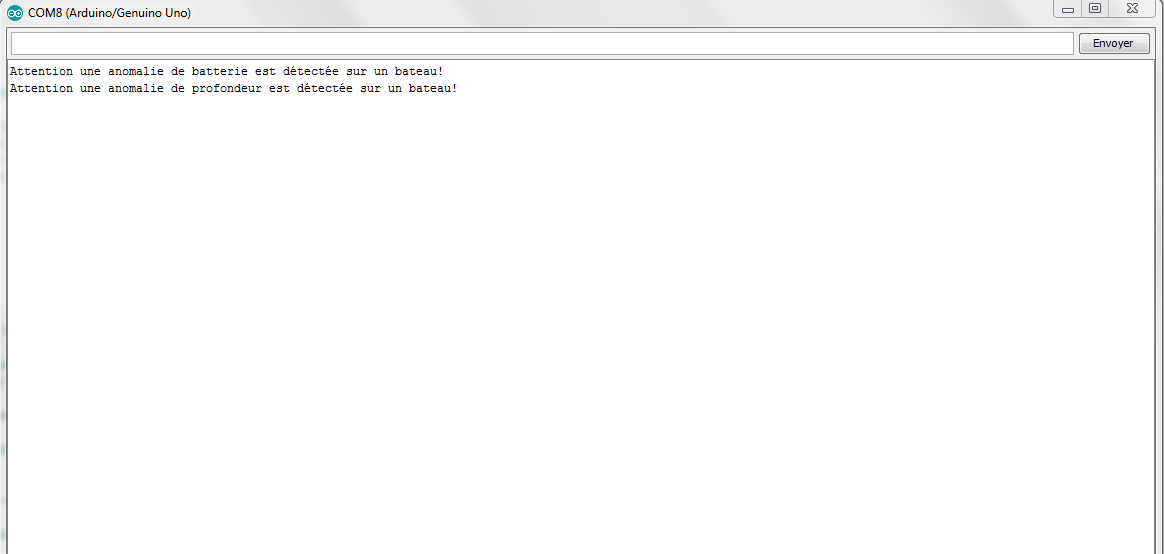 COM8 (Arduino/Genuino Uno)
Envoyer
Attention une anomalie de batterie est détectée sur un bateau!
Attention une anomalie de profondeur est détectée sur un bateau!